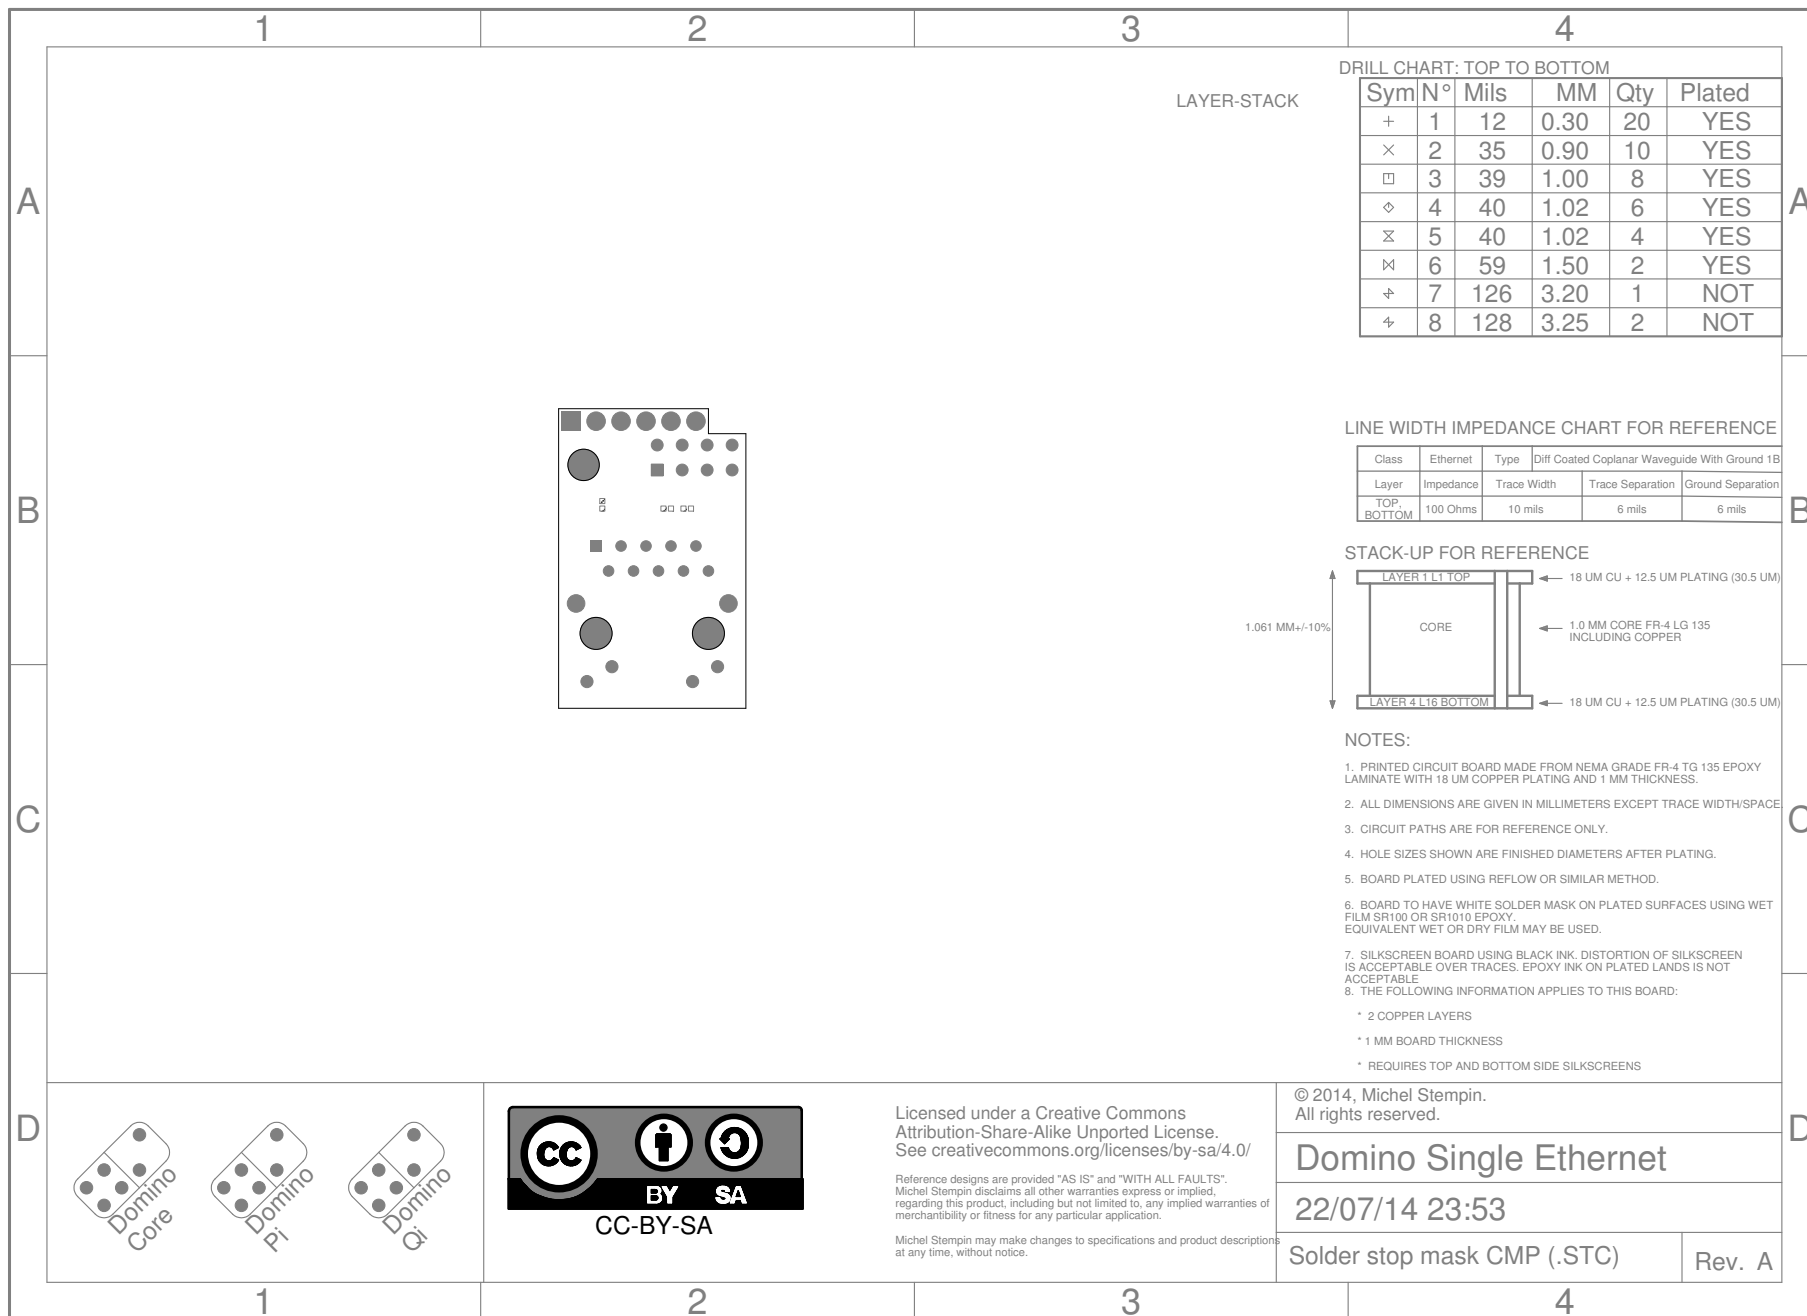 1 2 3 4
DRILL CHART: TOP TO BOTTOM
LAYER-STACK
Sym N° Mils MM Qty Plated
1 12 0.30 20 YES
2 35 0.90 10 YES
3 39 1.00 8 YES
4 40 1.02 6 YES
5 40 1.02 4 YES
6 59 1.50 2 YES
7 126 3.20 1 NOT
8 128 3.25 2 NOT
A A
LINE WIDTH IMPEDANCE CHART FOR REFERENCE
Class Ethernet Type Diff Coated Coplanar Waveguide With Ground 1B
Layer Impedance Trace Width Trace Separation Ground Separation
TOP,
BOTTOM 100 Ohms 10 mils 6 mils 6 mils
B B
STACK-UP FOR REFERENCE
LAYER 1 L1 TOP 18 UM CU + 12.5 UM PLATING (30.5 UM)
1.061 MM+/-10% CORE 1.0 MM CORE FR-4 LG 135
INCLUDING COPPER
LAYER 4 L16 BOTTOM 18 UM CU + 12.5 UM PLATING (30.5 UM)
NOTES:
1. PRINTED CIRCUIT BOARD MADE FROM NEMA GRADE FR-4 TG 135 EPOXY
LAMINATE WITH 18 UM COPPER PLATING AND 1 MM THICKNESS.
2. ALL DIMENSIONS ARE GIVEN IN MILLIMETERS EXCEPT TRACE WIDTH/SPACE
C C
3. CIRCUIT PATHS ARE FOR REFERENCE ONLY.
4. HOLE SIZES SHOWN ARE FINISHED DIAMETERS AFTER PLATING.
5. BOARD PLATED USING REFLOW OR SIMILAR METHOD.
6. BOARD TO HAVE WHITE SOLDER MASK ON PLATED SURFACES USING WET
FILM SR100 OR SR1010 EPOXY.
EQUIVALENT WET OR DRY FILM MAY BE USED.
7. SILKSCREEN BOARD USING BLACK INK. DISTORTION OF SILKSCREEN
IS ACCEPTABLE OVER TRACES. EPOXY INK ON PLATED LANDS IS NOT
ACCEPTABLE
8. THE FOLLOWING INFORMATION APPLIES TO THIS BOARD:
* 2 COPPER LAYERS
* 1 MM BOARD THICKNESS
* REQUIRES TOP AND BOTTOM SIDE SILKSCREENS
D D
Domino
Core
Domino
Pi
Domino
Qi
cc
BY SA
CC-BY-SA
Licensed under a Creative Commons
Attribution-Share-Alike Unported License.
See creativecommons.org/licenses/by-sa/4.0/
Reference designs are provided "AS IS" and "WITH ALL FAULTS".
Michel Stempin disclaims all other warranties express or implied,
regarding this product, including but not limited to, any implied warranties of
merchantibility or fitness for any particular application.
Michel Stempin may make changes to specifications and product descriptions
at any time, without notice.
© 2014, Michel Stempin.
All rights reserved.
Domino Single Ethernet
22/07/14 23:53
Solder stop mask CMP (.STC) Rev. A
1 2 3 4